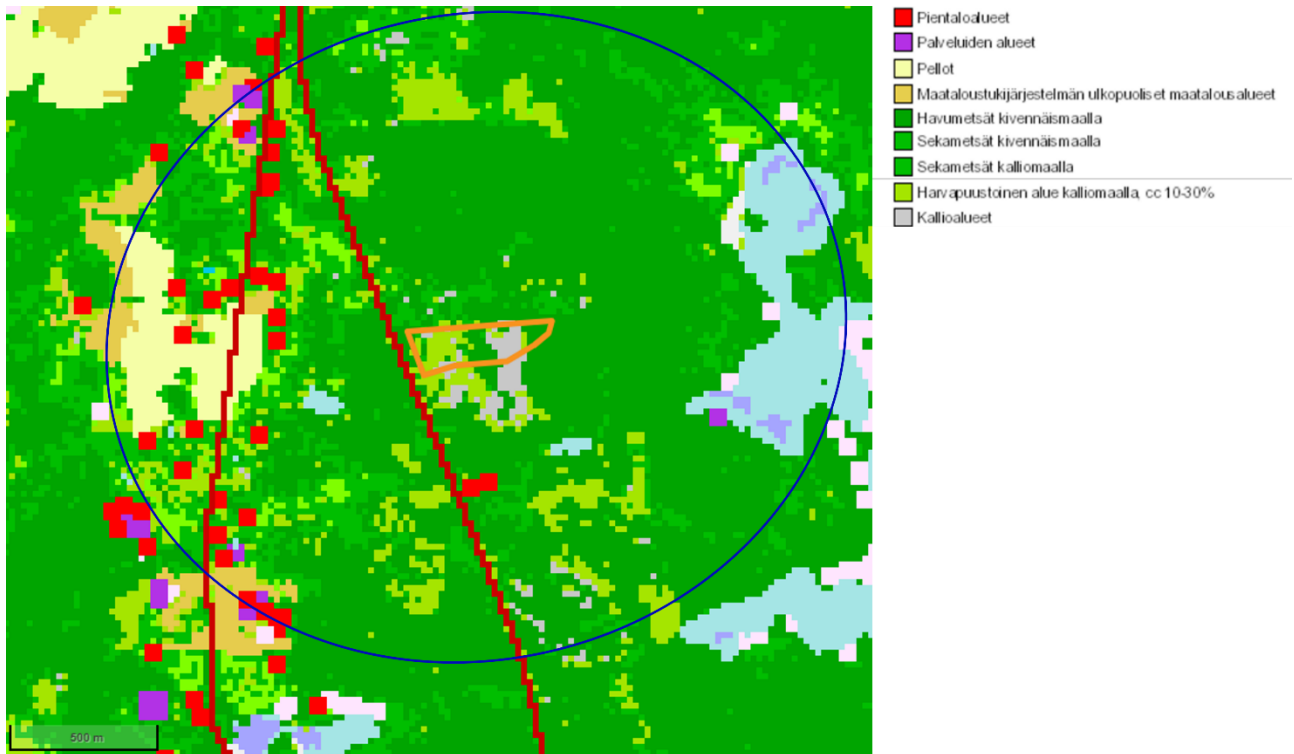 Pientaloalueet
Palveluiden alueet
Pellot
Maataloustukijärjestelmän ulkopuoliset maatalousalueet
Havumetsät kivennäismaalla
Sekametsät kivennäismaalla
Sekametsät kalliomaalla
Harvapuustoinen alue kalliomaalla, cc 10-30%
Kallioalueet
500 m